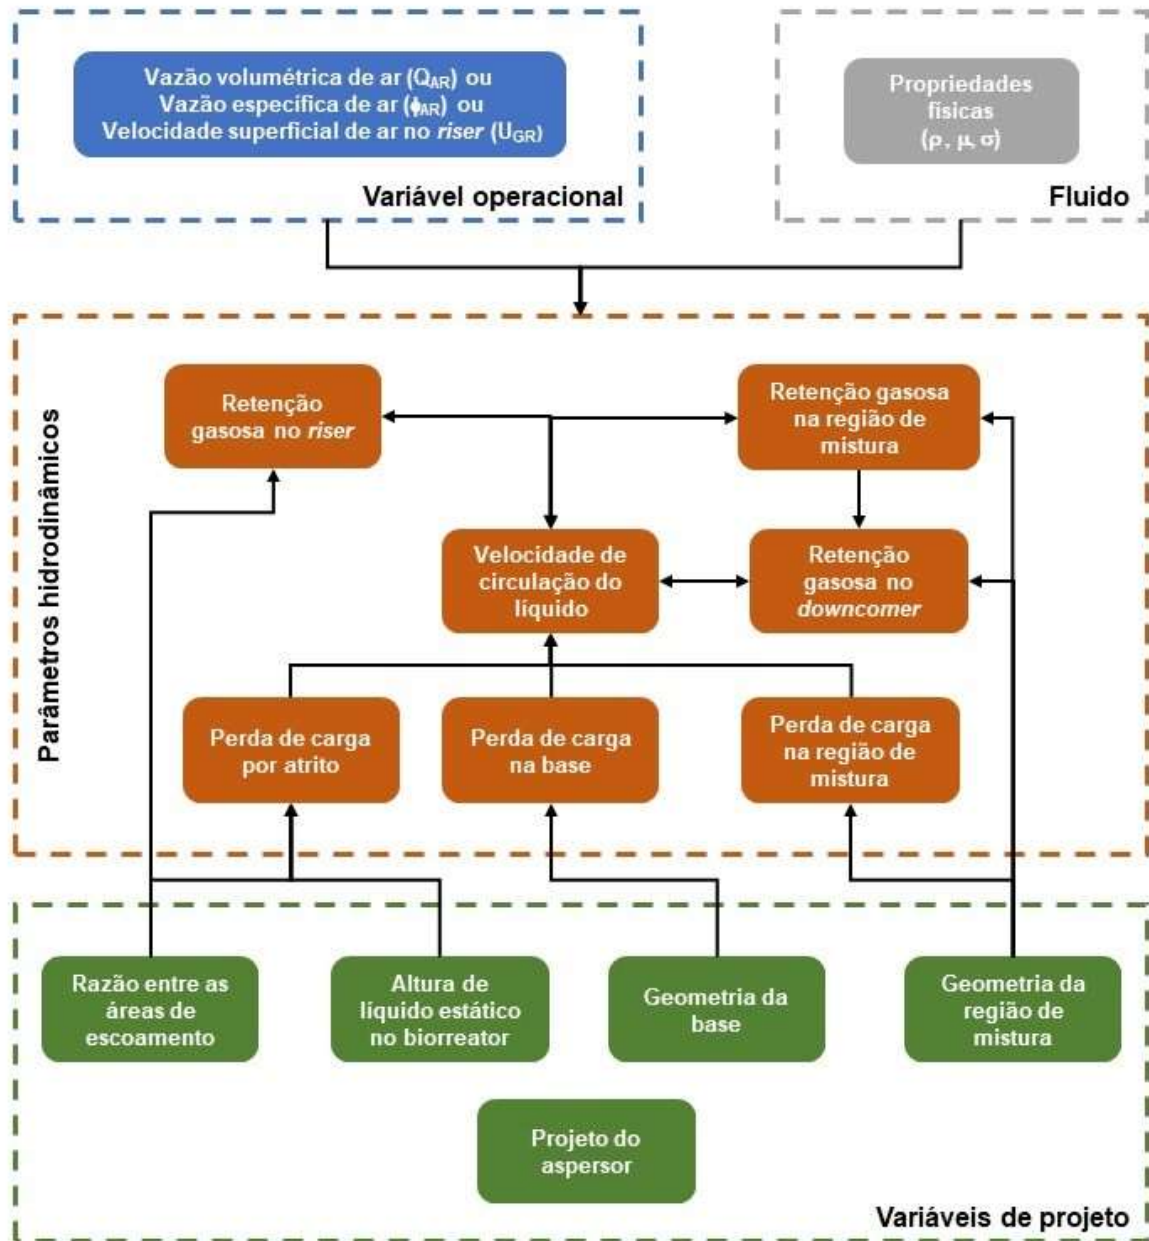 Vazão volumétrica de ar (QAR) ou
Vazão específica de ar (ɸAR) ou
Velocidade superficial de ar no riser (UGR)
Variável operacional
Propriedades
físicas
(ρ, μ, σ)
Fluido
Parâmetros hidrodinâmicos
Retenção
gasosa no riser
Retenção gasosa
na região de
mistura
Velocidade de
circulação do
líquido
Retenção
gasosa no
downcomer
Perda de carga
por atrito
Perda de carga
na base
Perda de carga
na região de
mistura
Razão entre as
áreas de
escoamento
Altura de
líquido estático
no biorreator
Geometria da
base
Geometria da
região de
mistura
Projeto do
aspersor
Variáveis de projeto